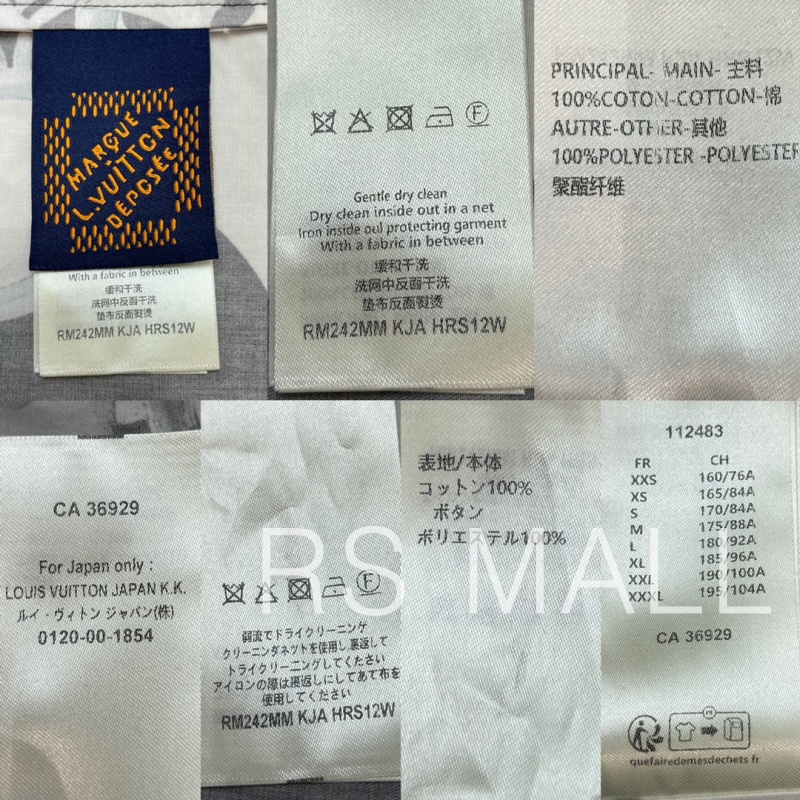 MARQUE
L.VUITTON
DÉPOSÉE
With a fabric in between
缓和干洗
洗网中反面干洗
垫布反面熨烫
RM242MM KJA HRS12W
F
Gentle dry clean
Dry clean inside out in a net
Iron inside oul protecting garment
With a fabric in between
缓和干洗
洗网中反面干洗
垫布反面熨烫
RM242MM KJA HRS12W
PRINCIPAL- MAIN- 主料
100%COTON-COTTON-棉
AUTRE-OTHER-其他
100%POLYESTER -POLYESTER
聚酯纤维
CA 36929
For Japan only :
LOUIS VUITTON JAPAN K.K.
ルイ・ヴィトン ジャパン(株)
0120-00-1854
F
弱流でドライクリーニンケ
クリーニンダネツトを使用し裏返して
トライクリーニングしてください
アイロンの際は裏返しにしてあて布を
使用してください
RM242MM KJA HRS12W
表地/本体
コットン100%
ボタン
ポリエステル100%
112483
FR CH
XXS 160/76A
XS 165/84A
S 170/84A
M 175/88A
L 180/92A
XL 185/96A
XXL 190/100A
XXXL 195/104A
CA 36929
FR
quefairedemesdechets.fr
RS MALL